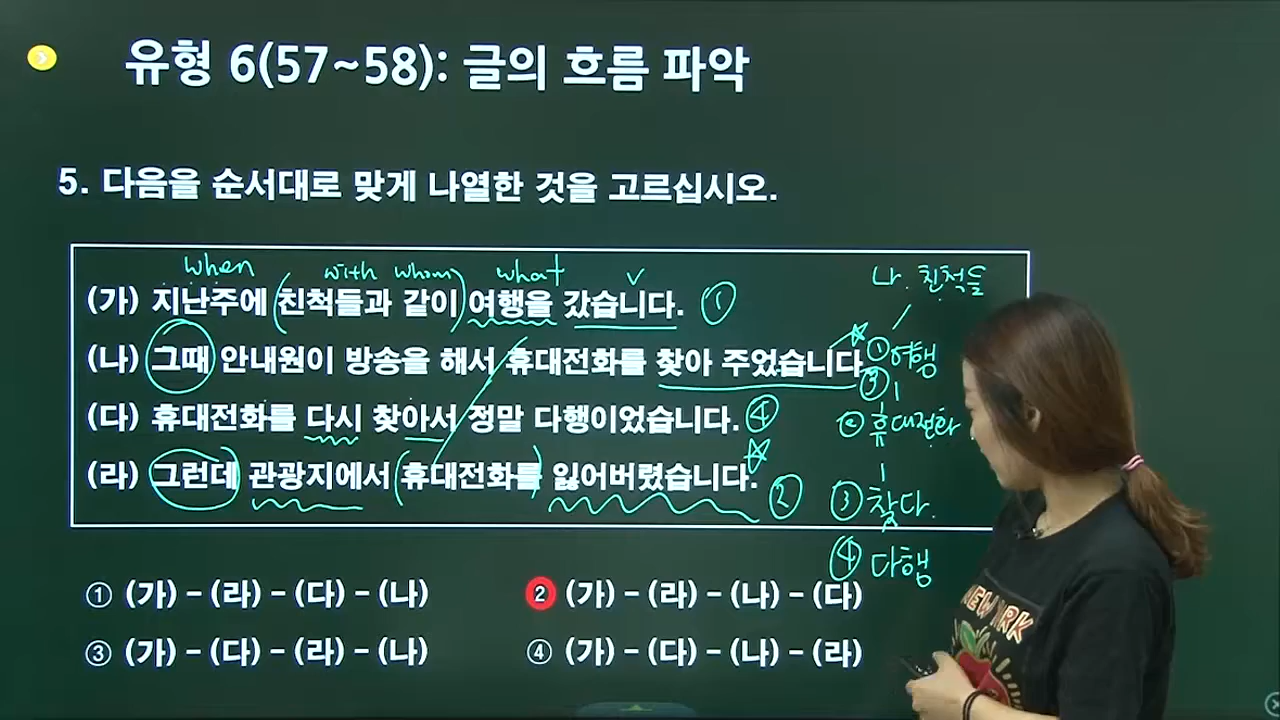 유형 6(57~58): 글의 흐름 파악
5. 다음을 순서대로 맞게 나열한 것을 고르십시오.
when with whom what v
(가) 지난주에 친척들과 같이 여행을 갔습니다. ①
(나) 그때 안내원이 방송을 해서 휴대전화를 찾아 주었습니다. ③
(다) 휴대전화를 다시 찾아서 정말 다행이었습니다. ④
(라) 그런데 관광지에서 휴대전화를 잃어버렸습니다. ②
나. 친척들
① 여행
② 휴대전화
③ 찾다.
④ 다행
① (가) - (라) - (다) - (나)
② (가) - (라) - (나) - (다)
③ (가) - (다) - (라) - (나)
④ (가) - (다) - (나) - (라)
NEW YORK